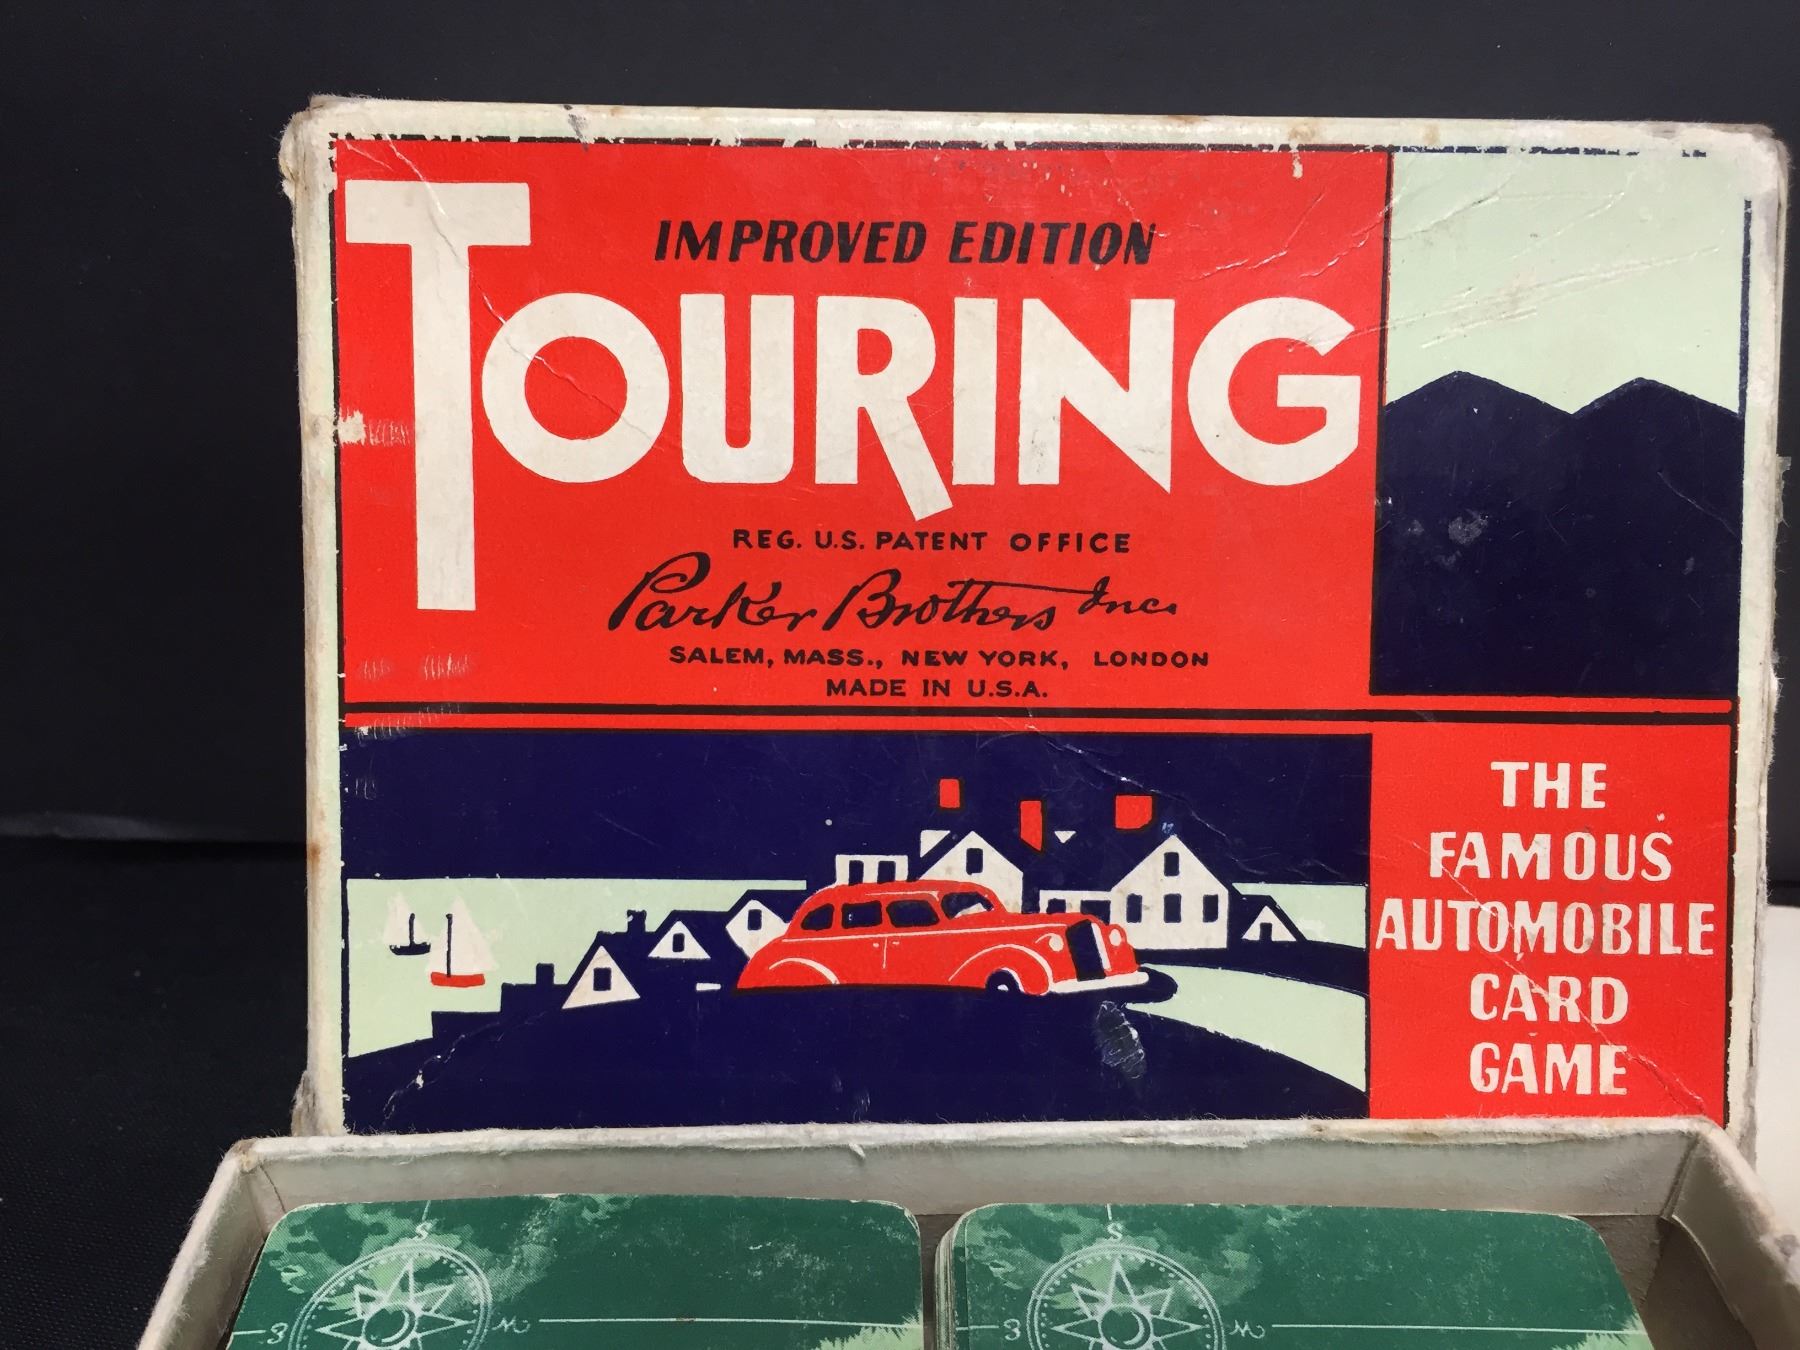 IMPROVED EDITION
TOURING
REG. U.S. PATENT OFFICE
Parker Brothers Inc.
SALEM, MASS., NEW YORK, LONDON
MADE IN U.S.A.
THE
FAMOUS
AUTOMOBILE
CARD
GAME
S
S
E W
E W